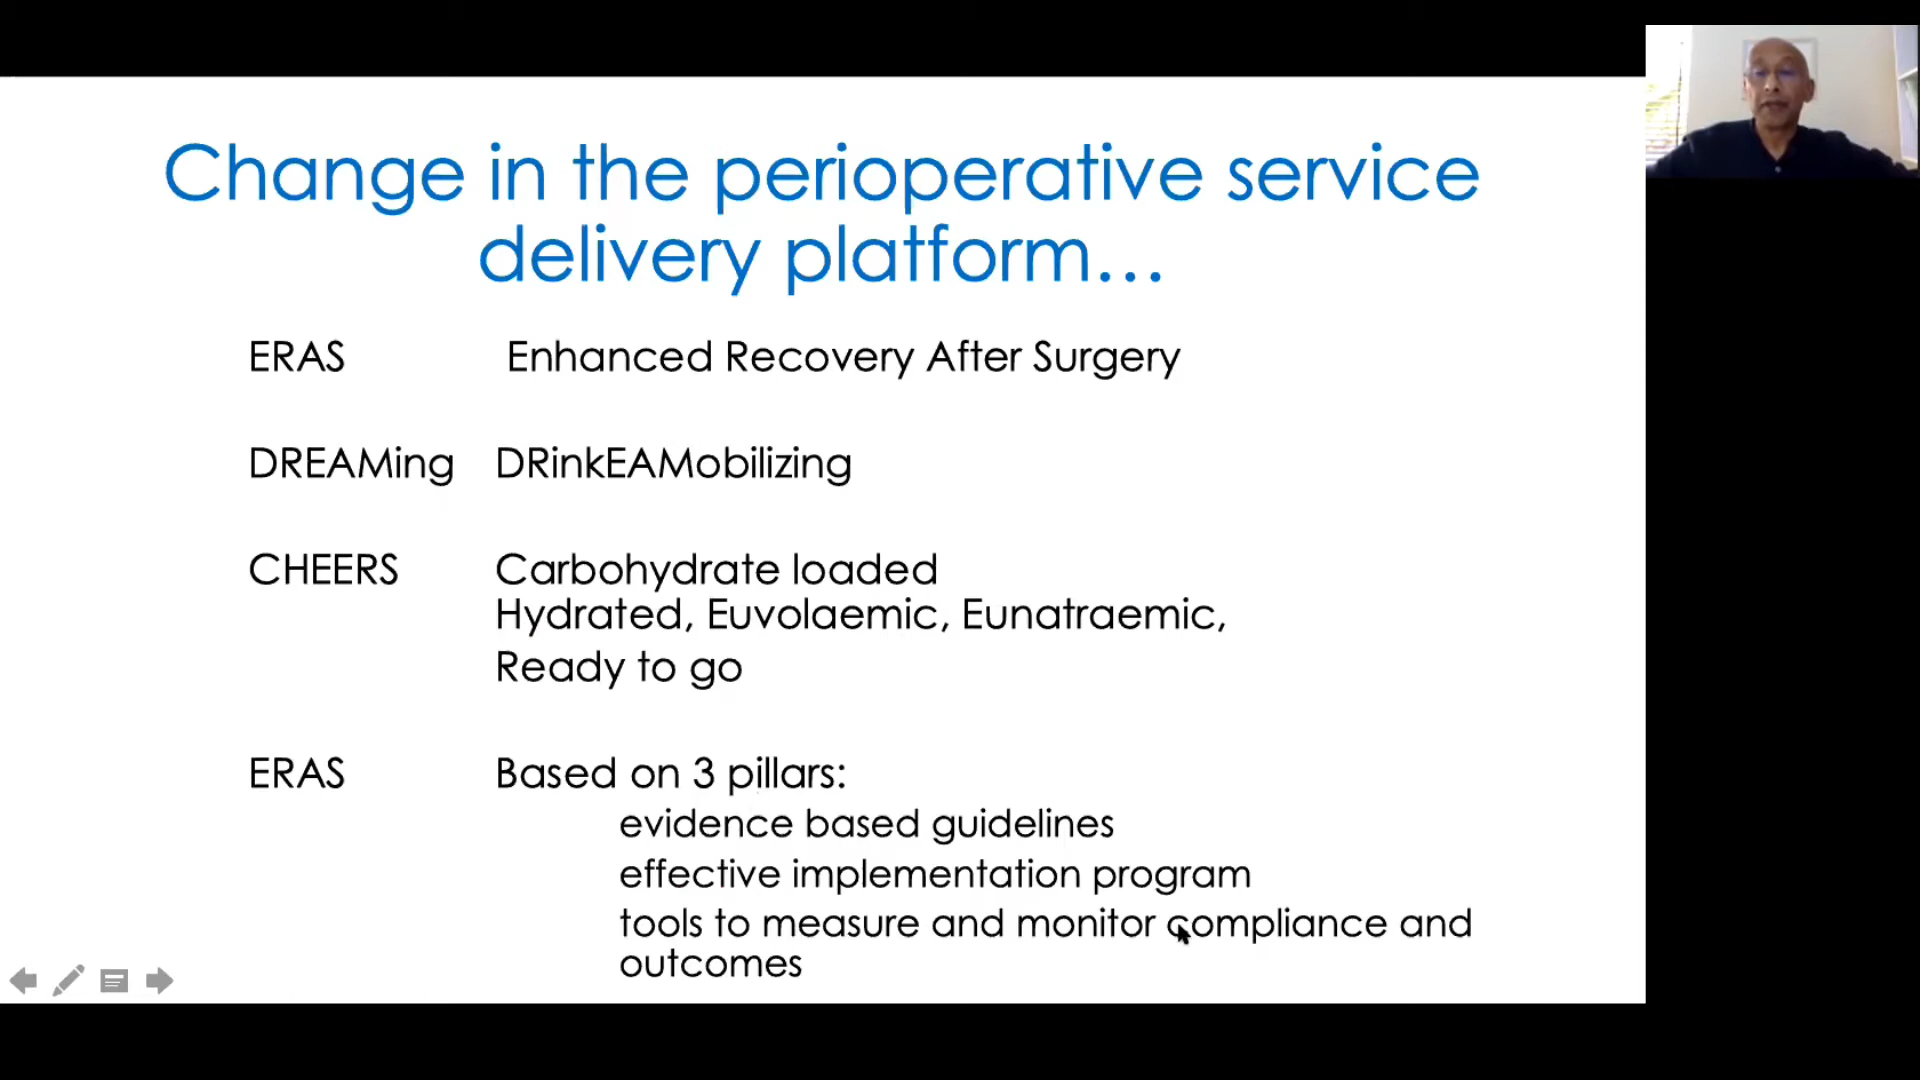 Change in the perioperative service
delivery platform...
ERAS Enhanced Recovery After Surgery
DREAMing DRinkEAMobilizing
CHEERS Carbohydrate loaded
Hydrated, Euvolaemic, Eunatraemic,
Ready to go
ERAS Based on 3 pillars:
evidence based guidelines
effective implementation program
tools to measure and monitor compliance and
outcomes